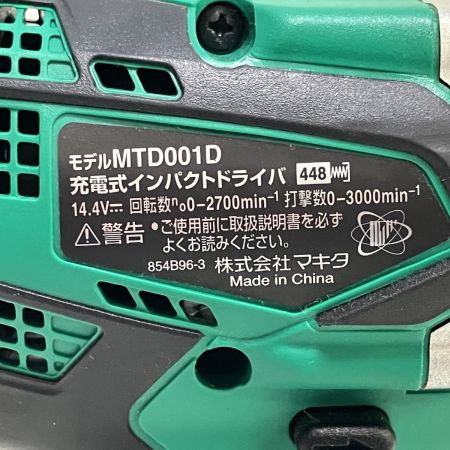 モデルMTD001D
充電式インパクトドライバ 448
14.4V⎓ 回転数n₀0-2700min⁻¹ 打撃数0-3000min⁻¹
⚠警告 ・ご使用前に取扱説明書を必ず
よくお読みください。
854B96-3 株式会社マキタ
Made in China